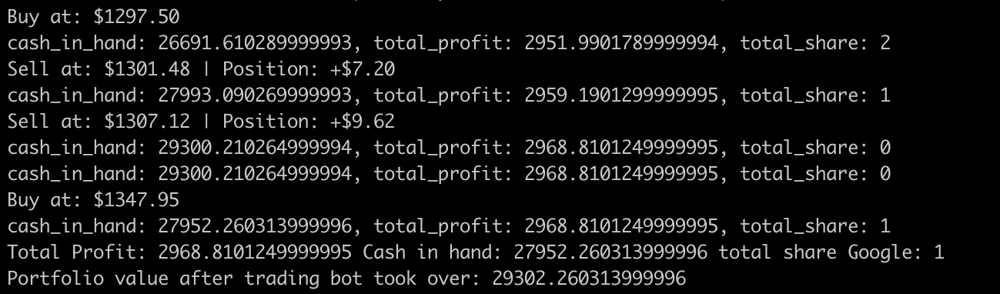 Buy at: $1297.50
cash_in_hand: 26691.610289999993, total_profit: 2951.9901789999994, total_share: 2
Sell at: $1301.48 | Position: +$7.20
cash_in_hand: 27993.090269999993, total_profit: 2959.1901299999995, total_share: 1
Sell at: $1307.12 | Position: +$9.62
cash_in_hand: 29300.210264999994, total_profit: 2968.8101249999995, total_share: 0
cash_in_hand: 29300.210264999994, total_profit: 2968.8101249999995, total_share: 0
Buy at: $1347.95
cash_in_hand: 27952.260313999996, total_profit: 2968.8101249999995, total_share: 1
Total Profit: 2968.8101249999995 Cash in hand: 27952.260313999996 total share Google: 1
Portfolio value after trading bot took over: 29302.260313999996